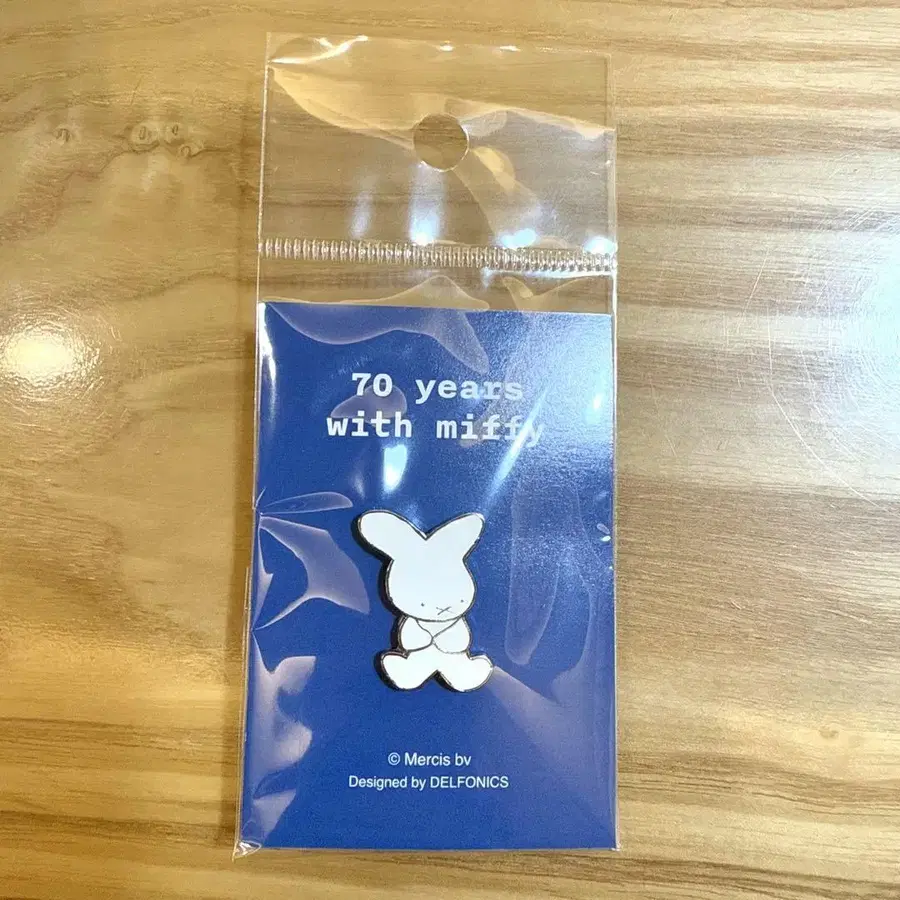 70 years
with miffy
© Mercis bv
Designed by DELFONICS